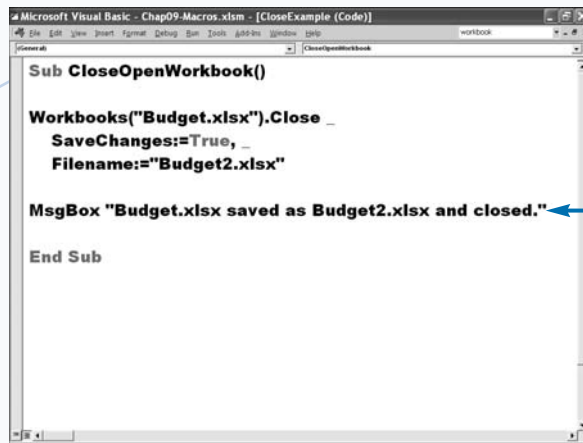 Microsoft Visual Basic - Chap09-Macros.xlsm - [CloseExample (Code)]
File Edit View Insert Format Debug Run Tools Add-Ins Window Help workbook
(General) CloseOpenWorkbook
Sub CloseOpenWorkbook()
Workbooks("Budget.xlsx").Close _
SaveChanges:=True, _
Filename:="Budget2.xlsx"
MsgBox "Budget.xlsx saved as Budget2.xlsx and closed."
End Sub